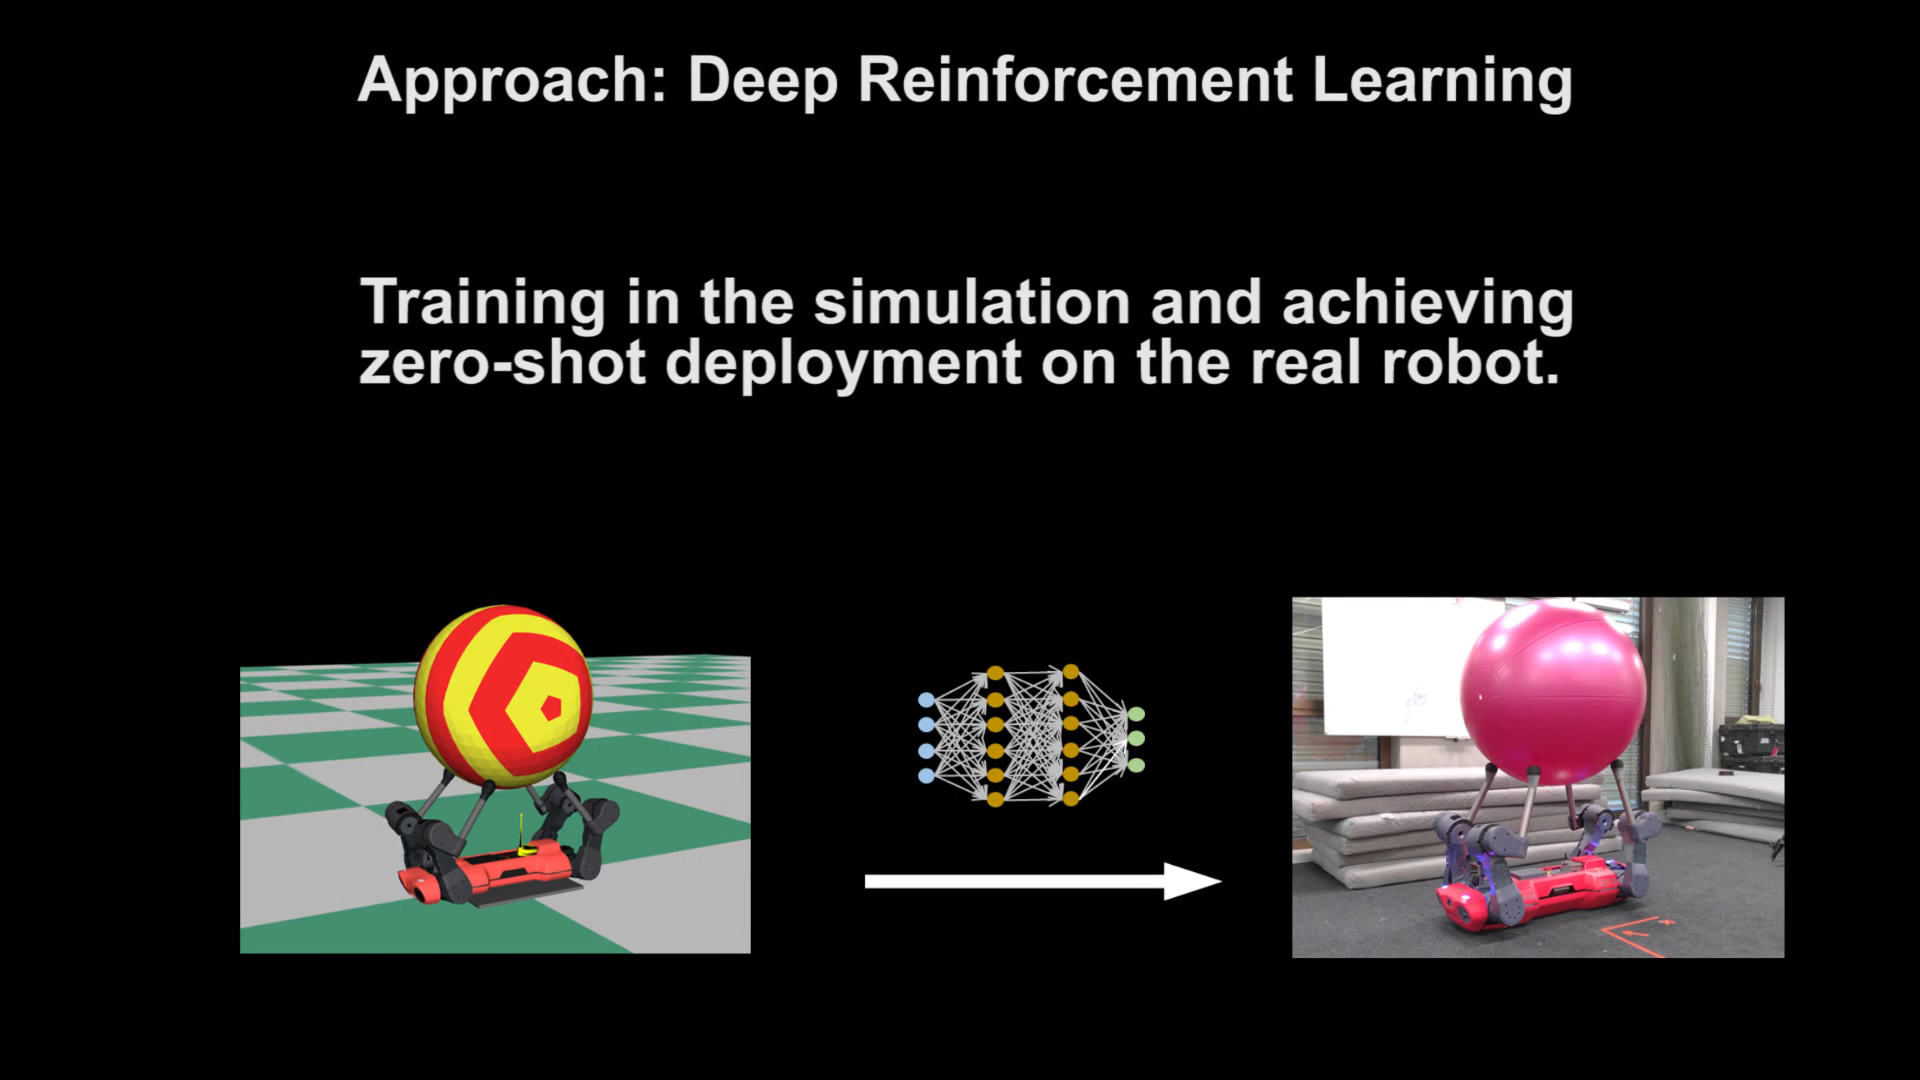 Approach: Deep Reinforcement Learning
Training in the simulation and achieving
zero-shot deployment on the real robot.